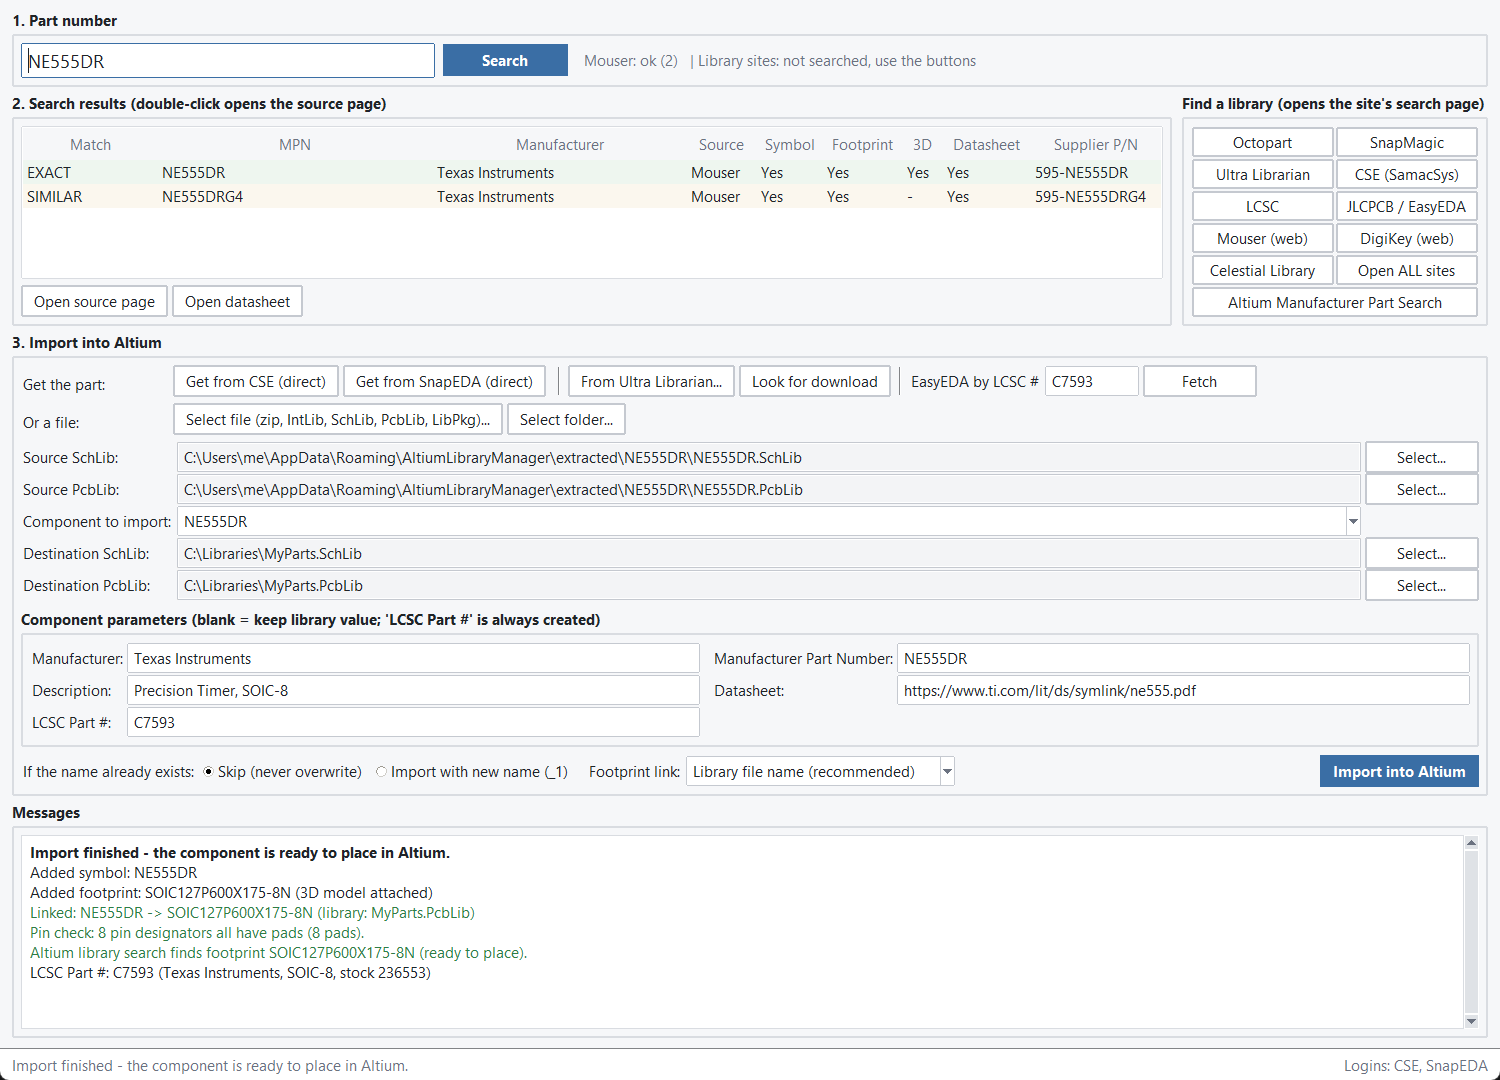 1. Part number
NE555DR
Search
Mouser: ok (2) | Library sites: not searched, use the buttons
2. Search results (double-click opens the source page)
Match MPN Manufacturer Source Symbol Footprint 3D Datasheet Supplier P/N
EXACT NE555DR Texas Instruments Mouser Yes Yes Yes Yes 595-NE555DR
SIMILAR NE555DRG4 Texas Instruments Mouser Yes Yes - Yes 595-NE555DRG4
Open source page Open datasheet
Find a library (opens the site's search page)
Octopart SnapMagic
Ultra Librarian CSE (SamacSys)
LCSC JLCPCB / EasyEDA
Mouser (web) DigiKey (web)
Celestial Library Open ALL sites
Altium Manufacturer Part Search
3. Import into Altium
Get the part: Get from CSE (direct) Get from SnapEDA (direct) From Ultra Librarian... Look for download EasyEDA by LCSC # C7593 Fetch
Or a file: Select file (zip, IntLib, SchLib, PcbLib, LibPkg)... Select folder...
Source SchLib: C:\Users\me\AppData\Roaming\AltiumLibraryManager\extracted\NE555DR\NE555DR.SchLib Select...
Source PcbLib: C:\Users\me\AppData\Roaming\AltiumLibraryManager\extracted\NE555DR\NE555DR.PcbLib Select...
Component to import: NE555DR
Destination SchLib: C:\Libraries\MyParts.SchLib Select...
Destination PcbLib: C:\Libraries\MyParts.PcbLib Select...
Component parameters (blank = keep library value; 'LCSC Part #' is always created)
Manufacturer: Texas Instruments Manufacturer Part Number: NE555DR
Description: Precision Timer, SOIC-8 Datasheet: https://www.ti.com/lit/ds/symlink/ne555.pdf
LCSC Part #: C7593
If the name already exists: Skip (never overwrite) Import with new name (_1) Footprint link: Library file name (recommended) Import into Altium
Messages
Import finished - the component is ready to place in Altium.
Added symbol: NE555DR
Added footprint: SOIC127P600X175-8N (3D model attached)
Linked: NE555DR -> SOIC127P600X175-8N (library: MyParts.PcbLib)
Pin check: 8 pin designators all have pads (8 pads).
Altium library search finds footprint SOIC127P600X175-8N (ready to place).
LCSC Part #: C7593 (Texas Instruments, SOIC-8, stock 236553)
Import finished - the component is ready to place in Altium. Logins: CSE, SnapEDA